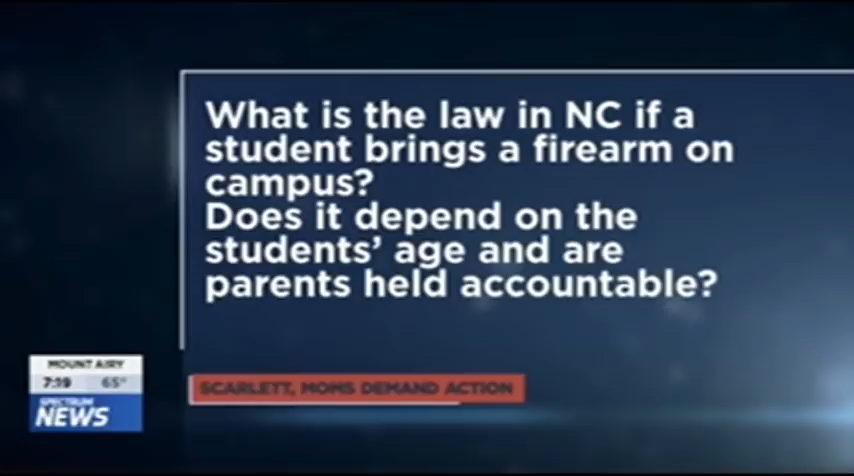 What is the law in NC if a
student brings a firearm on
campus?
Does it depend on the
students' age and are
parents held accountable?
MOUNT AIRY
7:19 65°
SPECTRUM
NEWS
SCARLETT, MOMS DEMAND ACTION